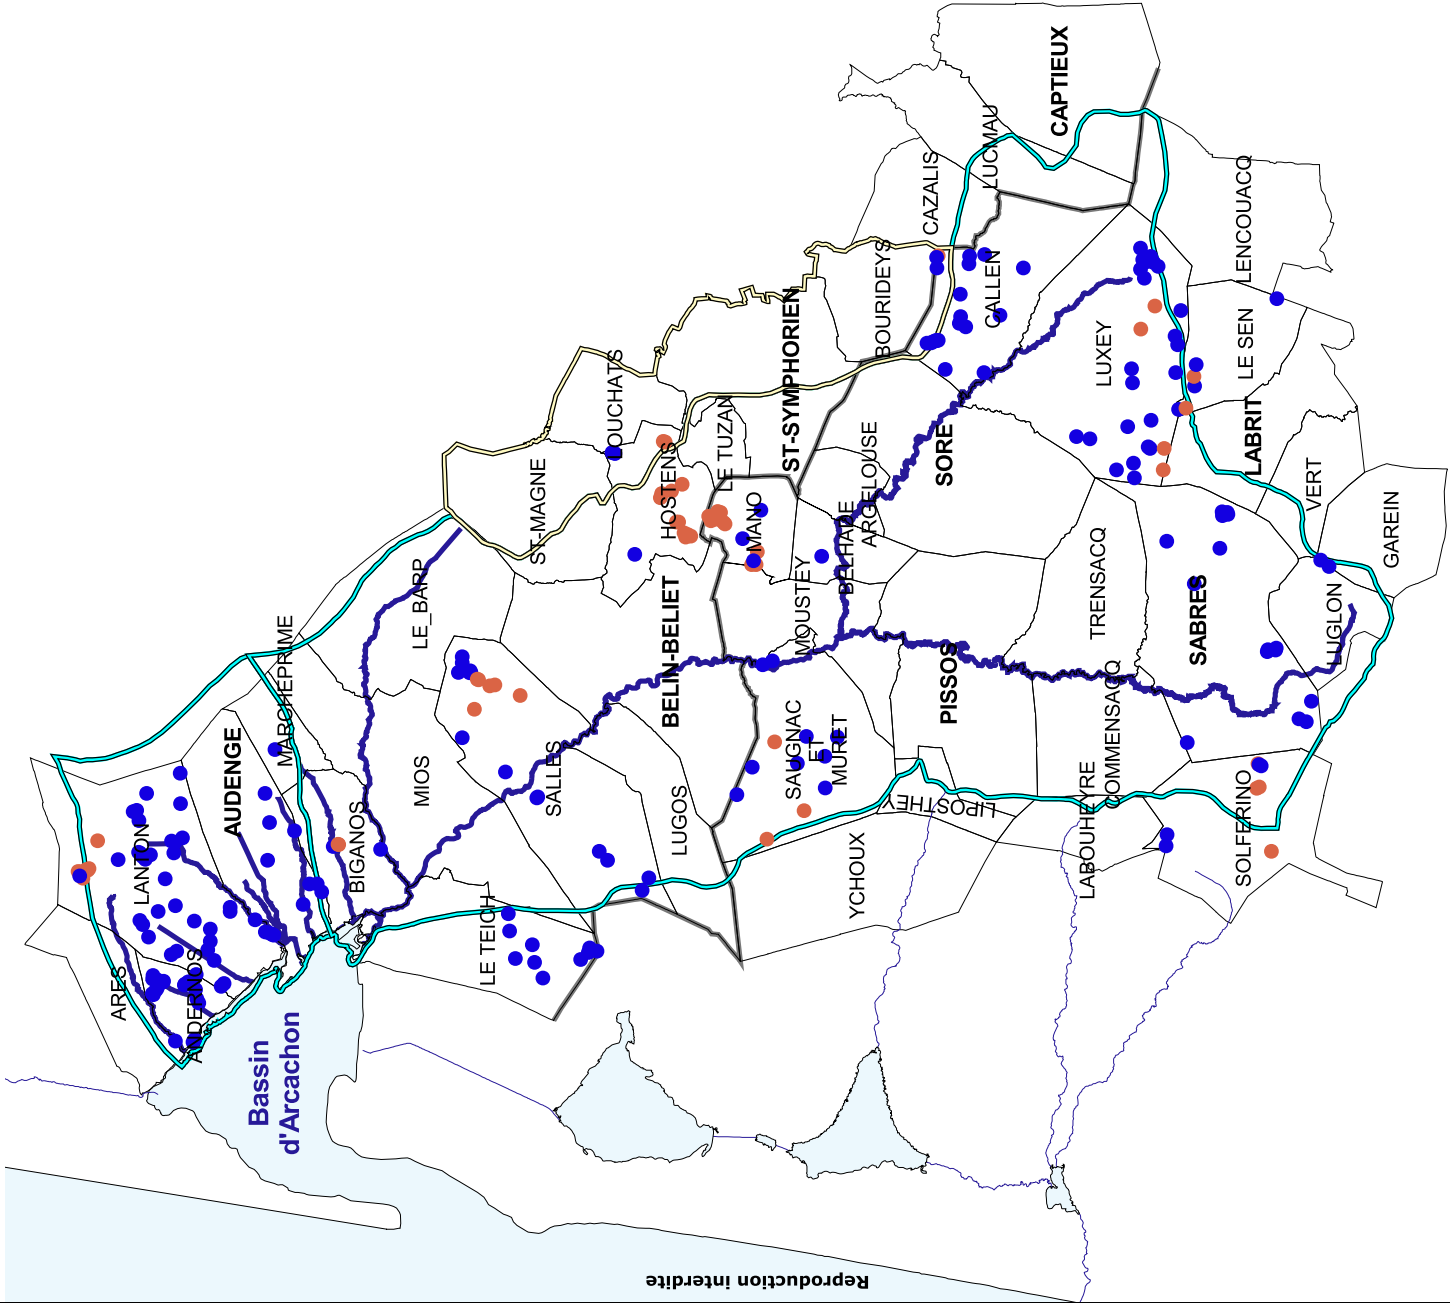 CAPTIEUX
LUCMAU
CAZALIS
LENCOUACQ
CALLEN
BOURIDEYS
ST-SYMPHORIEN
LUXEY
LE SEN
LOUCHATS
LE TUZAN
SORE
LABRIT
ARGELOUSE
HOSTENS
ST-MAGNE
MANO
VERT
GAREIN
BELHADE
MOUSTEY
TRENSACQ
SABRES
LUGLON
LE_BARP
BELIN-BELIET
MARCHEPRIME
PISSOS
COMMENSACQ
SAUGNAC
ET
MURET
AUDENGE
MIOS
SALLES
LUGOS
LIPOSTHEY
LABOUHEYRE
SOLFERINO
BIGANOS
LANTON
YCHOUX
LE TEICH
ARES
ANDERNOS
Bassin
d'Arcachon
Reproduction interdite